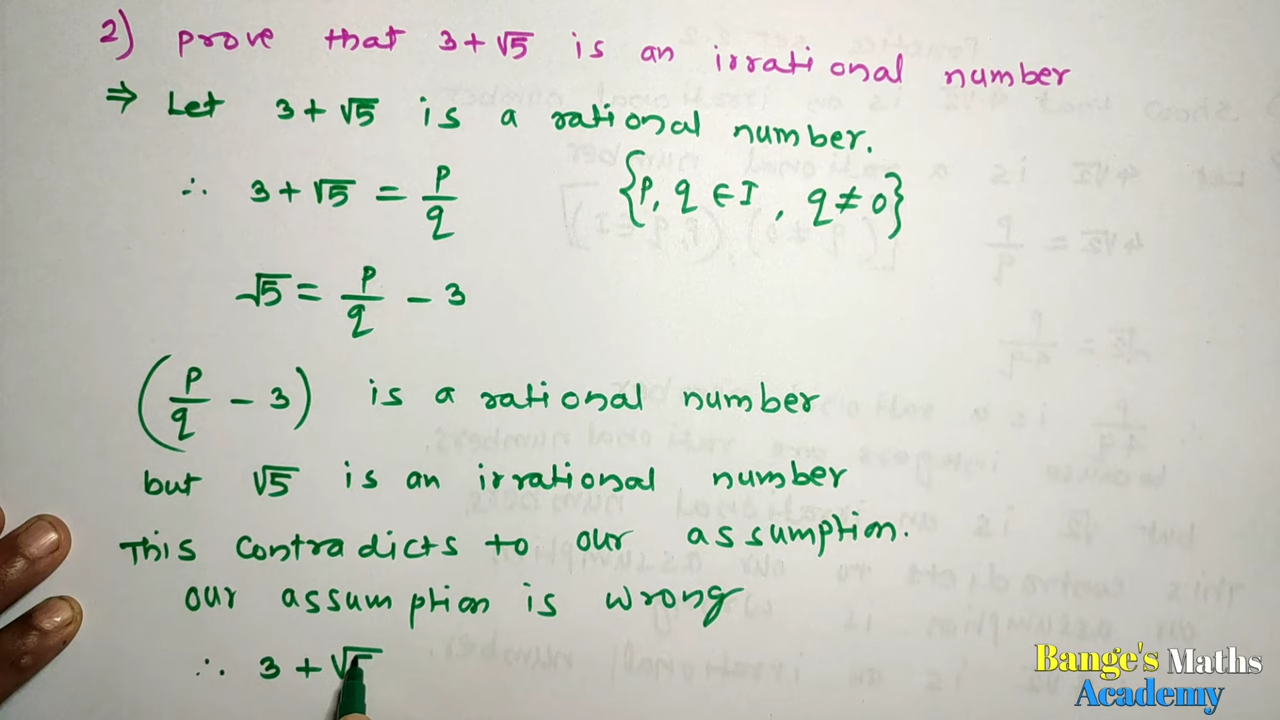 2) prove that 3+√5 is an irrational number
⇒ Let 3+√5 is a rational number.
∴ 3+√5 = p/q {p, q ∈ I, q ≠ 0}
√5 = p/q - 3
(p/q - 3) is a rational number
but √5 is an irrational number
This contradicts to our assumption.
our assumption is wrong
∴ 3+√5
Bange's Maths
Academy